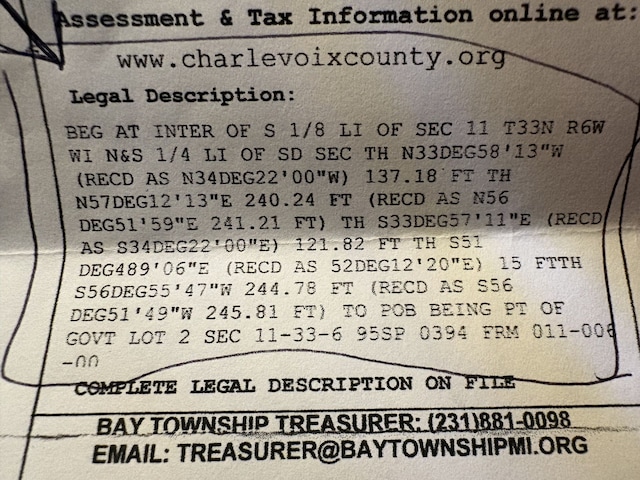 Assessment & Tax Information online at:
www.charlevoixcounty.org
Legal Description:
BEG AT INTER OF S 1/8 LI OF SEC 11 T33N R6W
WI N&S 1/4 LI OF SD SEC TH N33DEG58'13"W
(RECD AS N34DEG22'00"W) 137.18 FT TH
N57DEG12'13"E 240.24 FT (RECD AS N56
DEG51'59"E 241.21 FT) TH S33DEG57'11"E (RECD
AS S34DEG22'00"E) 121.82 FT TH S51
DEG489'06"E (RECD AS 52DEG12'20"E) 15 FTTH
S56DEG55'47"W 244.78 FT (RECD AS S56
DEG51'49"W 245.81 FT) TO POB BEING PT OF
GOVT LOT 2 SEC 11-33-6 95SP 0394 FRM 011-006
-00
COMPLETE LEGAL DESCRIPTION ON FILE
BAY TOWNSHIP TREASURER: (231)881-0098
EMAIL: TREASURER@BAYTOWNSHIPMI.ORG